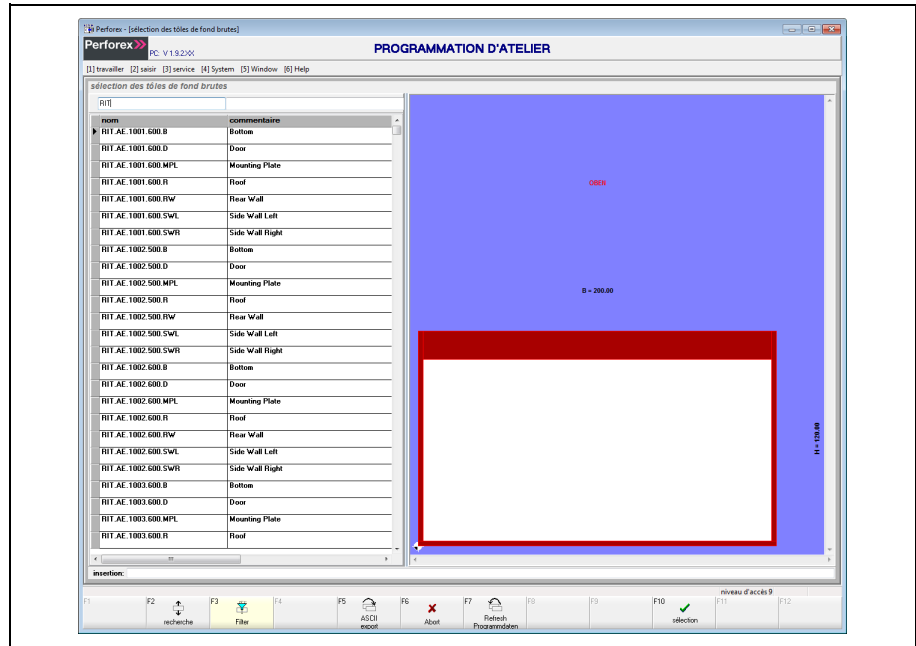 Perforex - [sélection des tôles de fond brutes]
Perforex
PC: V 1.9.2XX
PROGRAMMATION D'ATELIER
[1] travailler [2] saisir [3] service [4] System [5] Window [6] Help
sélection des tôles de fond brutes
RIT
nom commentaire
RIT.AE.1001.600.B Bottom
RIT.AE.1001.600.D Door
RIT.AE.1001.600.MPL Mounting Plate
RIT.AE.1001.600.R Roof
RIT.AE.1001.600.RW Rear Wall
RIT.AE.1001.600.SWL Side Wall Left
RIT.AE.1001.600.SWR Side Wall Right
RIT.AE.1002.500.B Bottom
RIT.AE.1002.500.D Door
RIT.AE.1002.500.MPL Mounting Plate
RIT.AE.1002.500.R Roof
RIT.AE.1002.500.RW Rear Wall
RIT.AE.1002.500.SWL Side Wall Left
RIT.AE.1002.500.SWR Side Wall Right
RIT.AE.1002.600.B Bottom
RIT.AE.1002.600.D Door
RIT.AE.1002.600.MPL Mounting Plate
RIT.AE.1002.600.R Roof
RIT.AE.1002.600.RW Rear Wall
RIT.AE.1002.600.SWL Side Wall Left
RIT.AE.1002.600.SWR Side Wall Right
RIT.AE.1003.600.B Bottom
RIT.AE.1003.600.D Door
RIT.AE.1003.600.MPL Mounting Plate
RIT.AE.1003.600.R Roof
OBEN
B = 200.00
H = 120.00
insertion:
niveau d'accès 9
F1 F2 recherche F3 Filter F4 F5 ASCII export F6 Abort F7 Refresh Programmdaten F8 F9 F10 sélection F11 F12